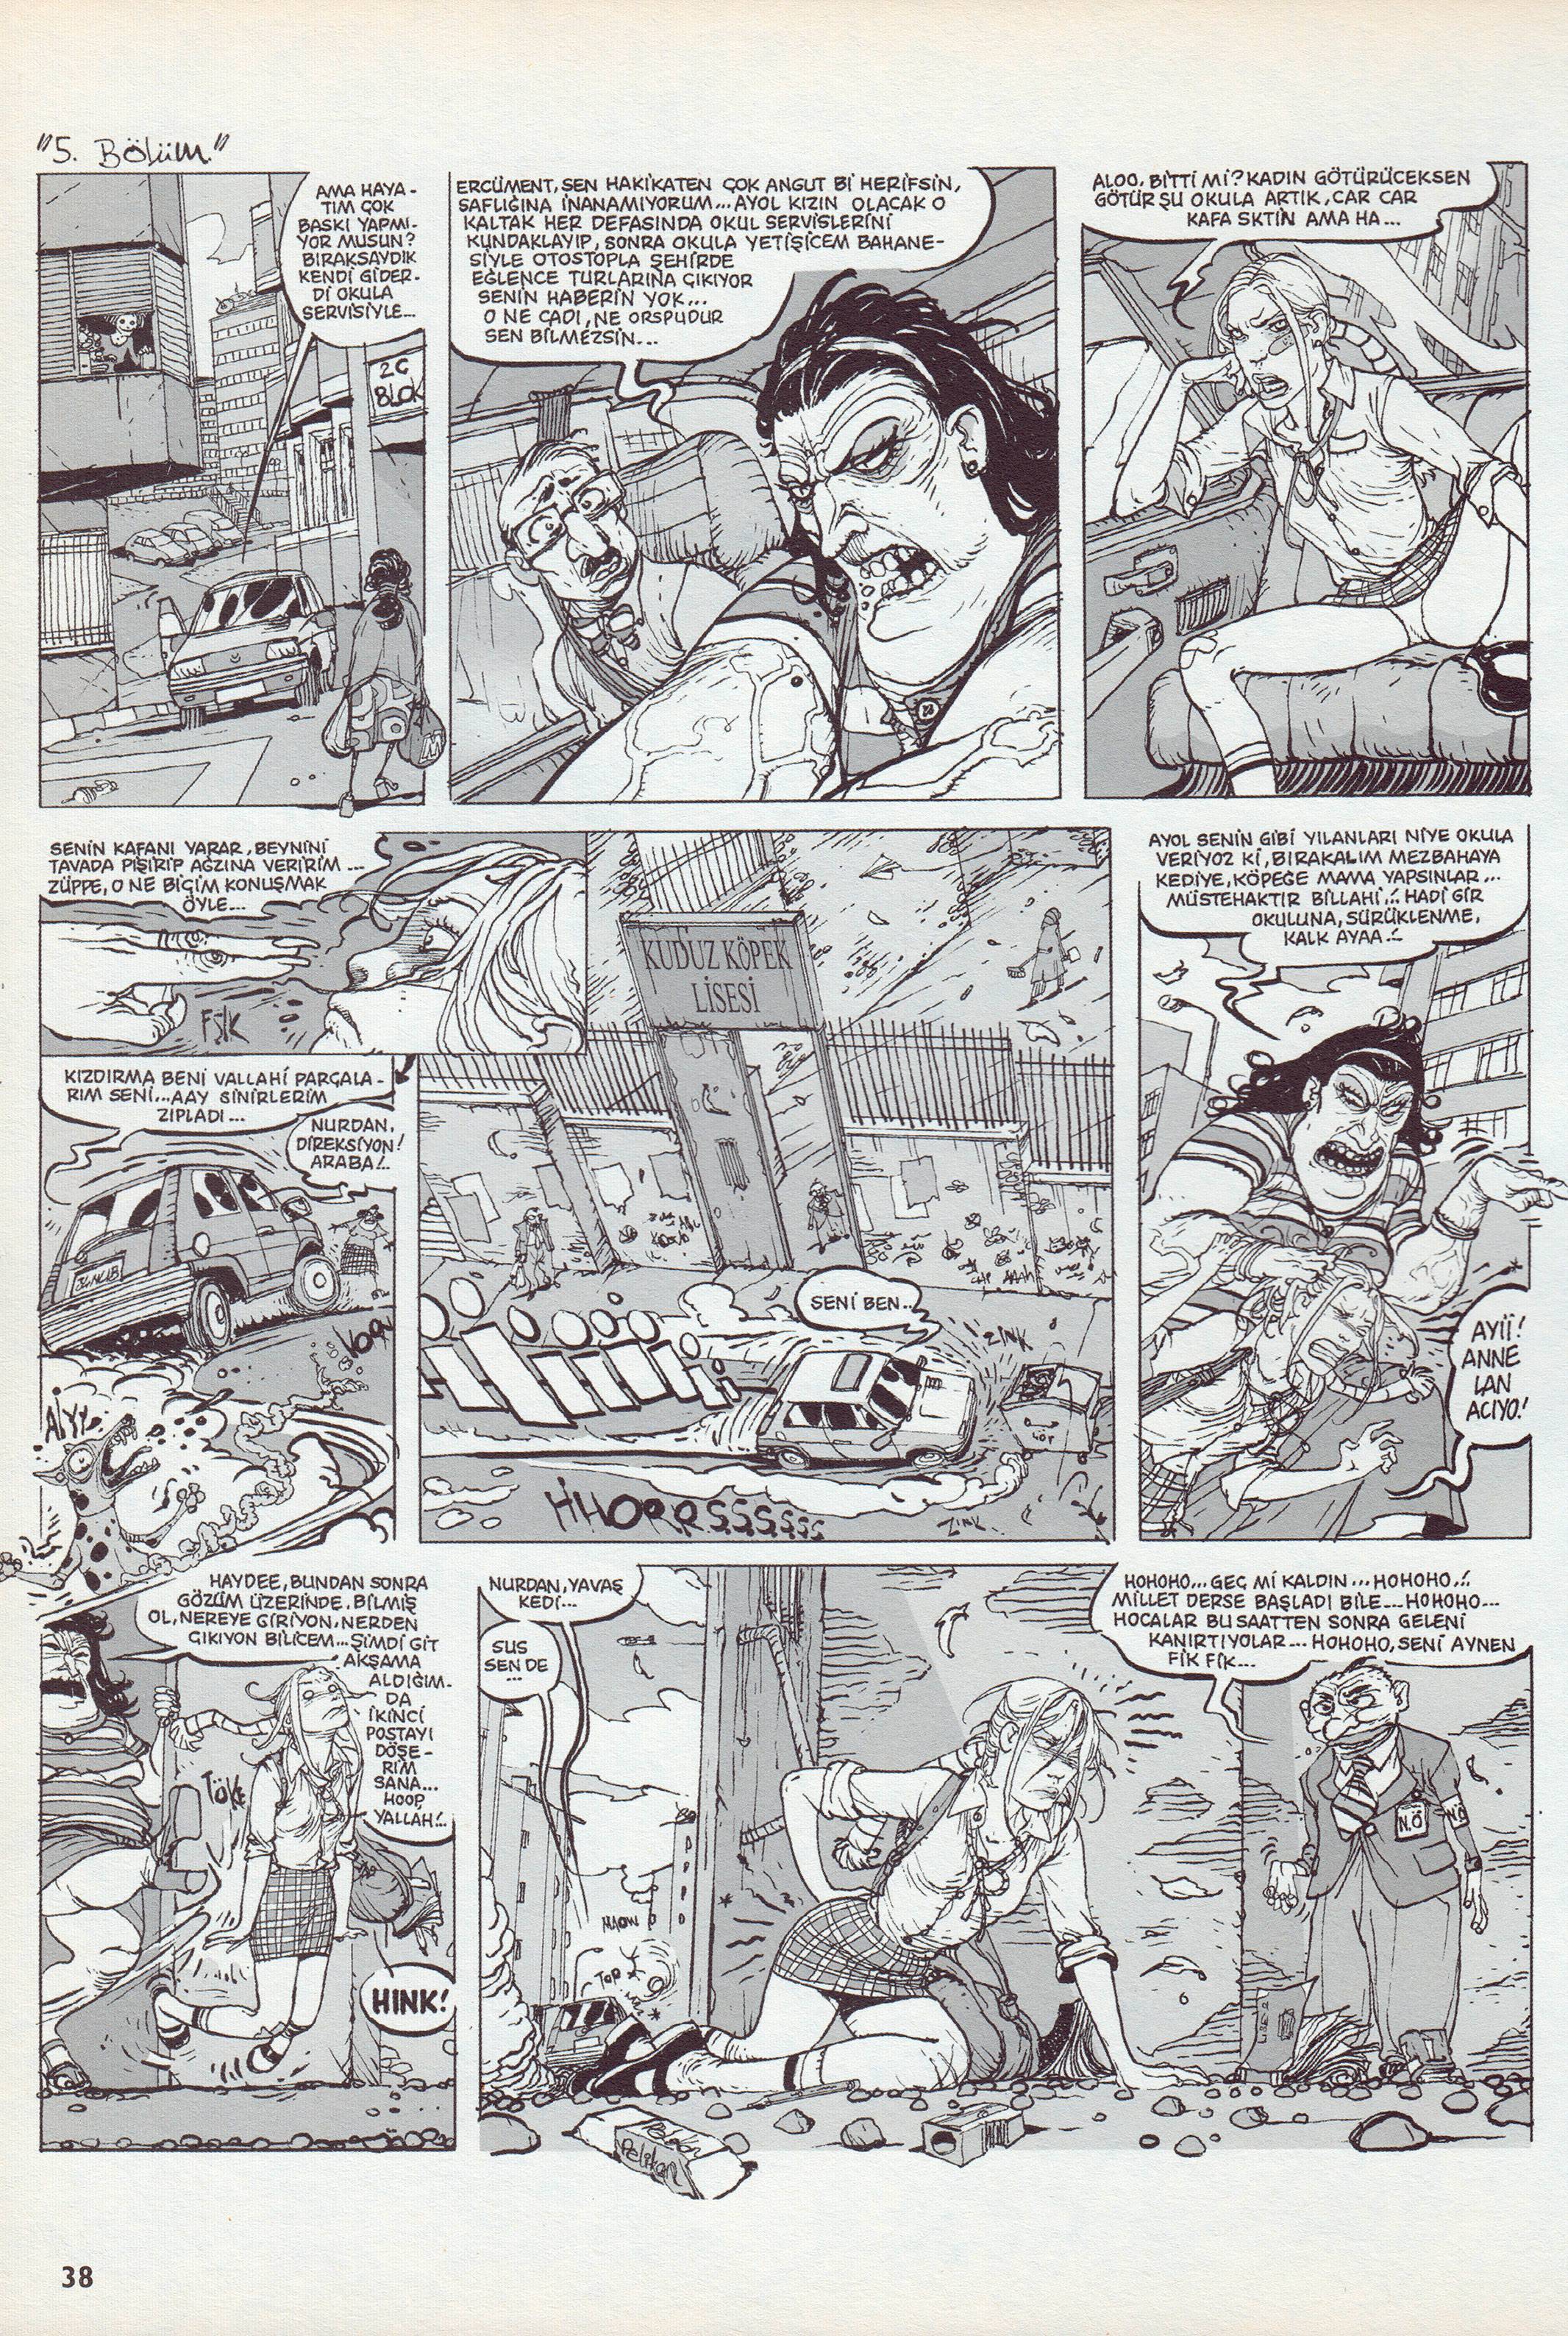 "5. BÖLÜM."
AMA HAYA-
TIM ÇOK
BASKI YAPMI-
YOR MUSUN?
BIRAKSAYDIK
KENDİ GİDER-
Dİ OKULA
SERVİSİYLE...
2C
BLOK
ERCÜMENT, SEN HAKİKATEN ÇOK ANGUT Bİ HERİFSİN,
SAFLIĞINA İNANAMIYORUM... AYOL KIZIN OLACAK O
KALTAK HER DEFASINDA OKUL SERVİSLERİNİ
KUNDAKLAYIP, SONRA OKULA YETİŞİCEM BAHANE-
SİYLE OTOSTOPLA ŞEHİRDE
EĞLENCE TURLARINA ÇIKIYOR
SENİN HABERİN YOK...
O NE CADI, NE ORSPUDUR
SEN BİLMEZSİN...
ALOO, BİTTİ Mİ? KADIN GÖTÜRÜCEKSEN
GÖTÜR ŞU OKULA ARTIK, CAR CAR
KAFA SKTİN AMA HA...
SENİN KAFANI YARAR, BEYNİNİ
TAVADA PİŞİRİP AĞZINA VERİRİM...
ZÜPPE, O NE BİÇİM KONUŞMAK
ÖYLE...
FŞİK
KIZDIRMA BENİ VALLAHİ PARÇALA-
RIM SENİ... AAY SİNİRLERİM
ZIPLADI...
NURDAN,
DİREKSİYON!
ARABA!..
AİYY
KUDUZ KÖPEK
LİSESİ
SENİ BEN..
ZINK
HHORRŞŞŞŞŞŞ
ZINK
AYOL SENİN GİBİ YILANLARI NİYE OKULA
VERİYOZ Kİ, BIRAKALIM MEZBAHAYA
KEDİYE, KÖPEĞE MAMA YAPSINLAR...
MÜSTEHAKTIR BİLLAHİ!.. HADİ GİR
OKULUNA, SÜRÜKLENME,
KALK AYAA!..
AYİİ!
ANNE
LAN
ACIYO!
HAYDEE, BUNDAN SONRA
GÖZÜM ÜZERİNDE, BİLMİŞ
OL, NEREYE GİRİYON, NERDEN
ÇIKIYON BİLİCEM... ŞİMDİ GİT
AKŞAMA
ALDIĞIM-
DA
İKİNCİ
POSTAYI
DÖŞE-
RİM
SANA...
HOOP
YALLAH!..
TÖKE
HINK!
NURDAN, YAVAŞ
KEDİ...
SUS
SEN DE
...
MAOW
TOP
HOHOHO... GEÇ Mİ KALDIN... HOHOHO!..
MİLLET DERSE BAŞLADI BİLE... HOHOHO...
HOCALAR BU SAATTEN SONRA GELENİ
KANIRTIYOLAR... HOHOHO, SENİ AYNEN
FİK FİK...
N.Ö
N.Ö
Pelikan
Pelikan
38